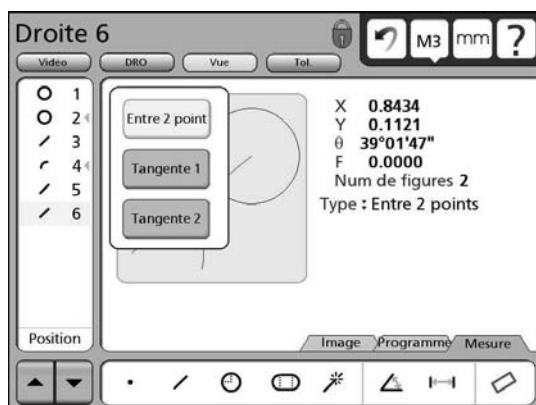 Droite 6
M3 mm ?
Video DRO Vue Tol.
1
2
3
4
5
6
Position
Entre 2 point
Tangente 1
Tangente 2
X 0.8434
Y 0.1121
θ 39°01'47"
F 0.0000
Num de figures 2
Type : Entre 2 points
Image Programme Mesure